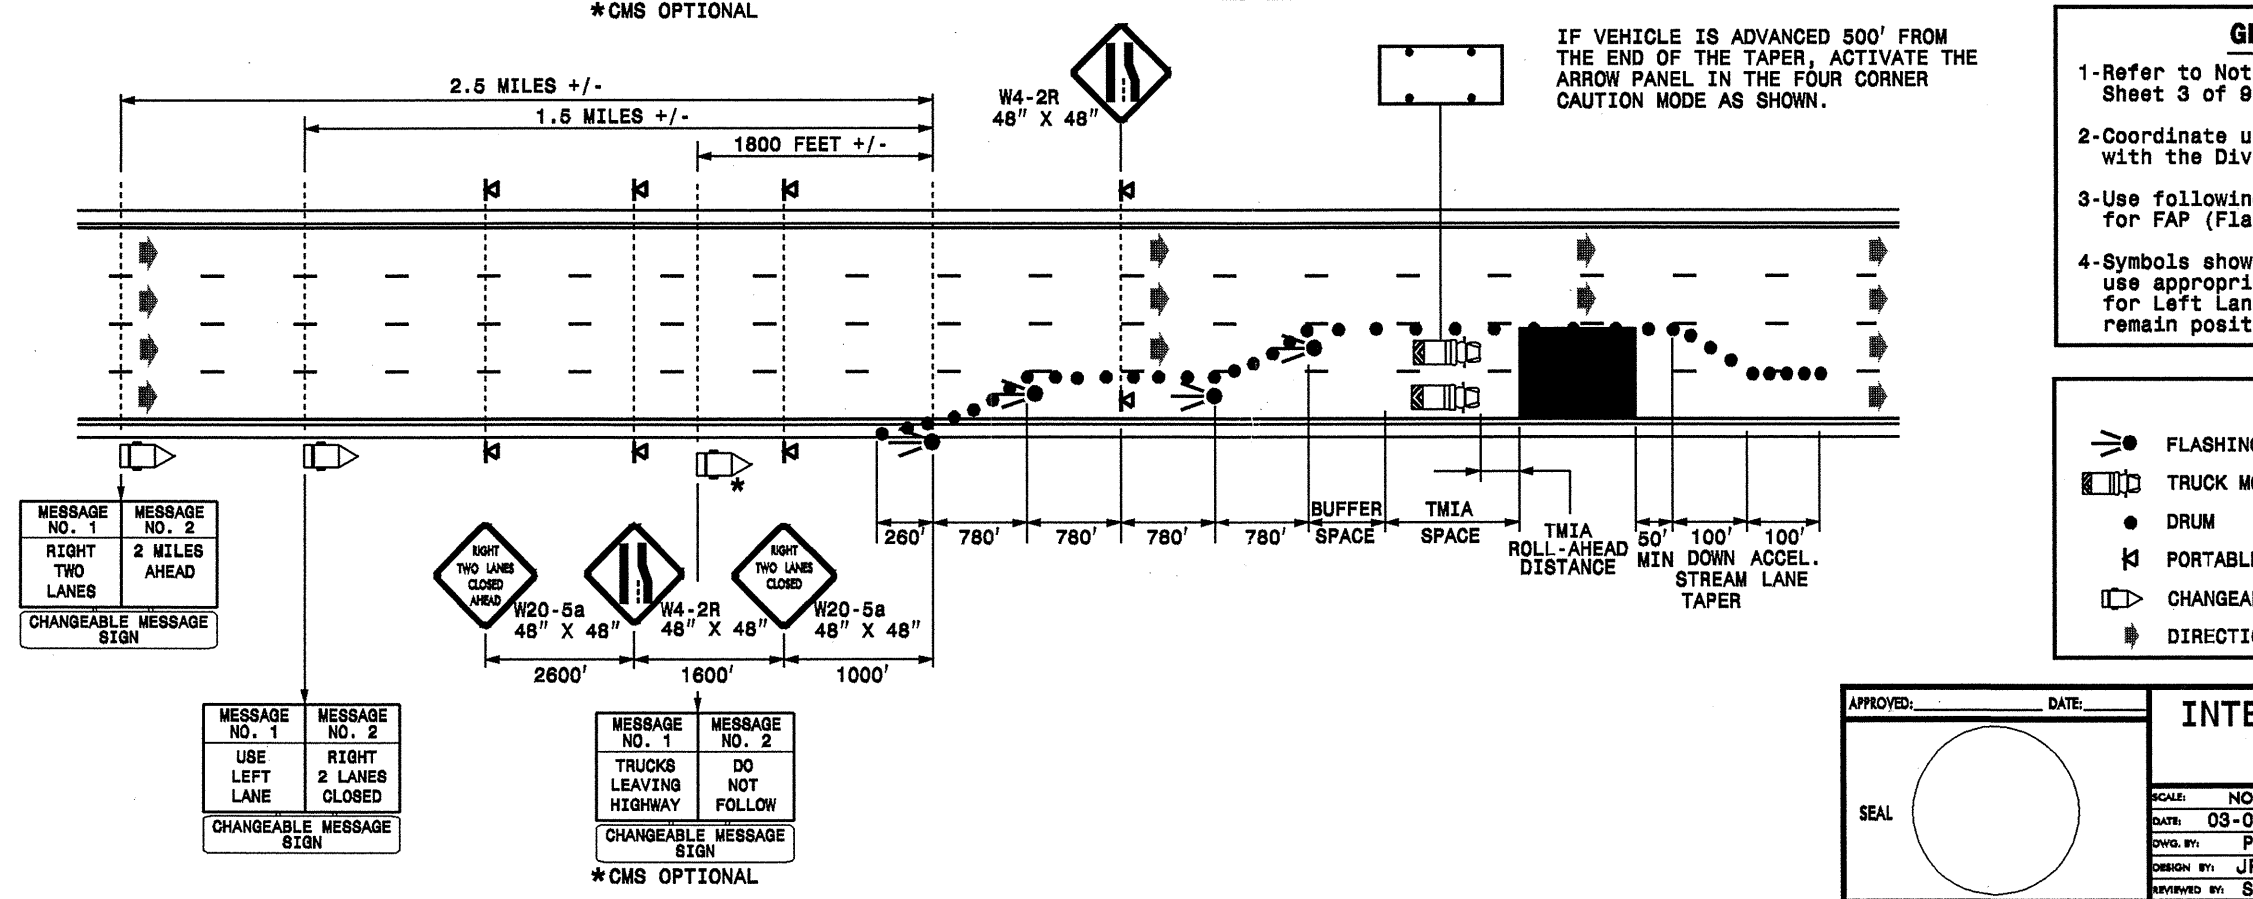 *CMS OPTIONAL
2.5 MILES +/-
1.5 MILES +/-
1800 FEET +/-
W4-2R
48" X 48"
IF VEHICLE IS ADVANCED 500' FROM
THE END OF THE TAPER, ACTIVATE THE
ARROW PANEL IN THE FOUR CORNER
CAUTION MODE AS SHOWN.
1-Refer to
Sheet 3 of 9
2-Coordinate
with the
3-Use
for FAP
4-Symbols
use
for Left
remain
*
260'
780'
780'
780'
780'
BUFFER
SPACE
TMIA
SPACE
TMIA
ROLL-AHEAD
DISTANCE
50'
MIN
100'
DOWN
STREAM
TAPER
100'
ACCEL.
LANE
MESSAGE
NO. 1
MESSAGE
NO. 2
RIGHT
TWO
LANES
2 MILES
AHEAD
CHANGEABLE MESSAGE
SIGN
RIGHT
TWO LANES
CLOSED
AHEAD
W20-5a
48" X 48"
W4-2R
48" X 48"
RIGHT
TWO LANES
CLOSED
W20-5a
48" X 48"
2600'
1600'
1000'
MESSAGE
NO. 1
MESSAGE
NO. 2
USE
LEFT
LANE
RIGHT
2 LANES
CLOSED
CHANGEABLE MESSAGE
SIGN
MESSAGE
NO. 1
MESSAGE
NO. 2
TRUCKS
LEAVING
HIGHWAY
DO
NOT
FOLLOW
CHANGEABLE MESSAGE
SIGN
*CMS OPTIONAL
TRUCK
DRUM
APPROVED:
DATE:
SEAL
SCALE:
DATE: 03-0
DWG. BY:
DESIGN BY:
REVIEWED BY: